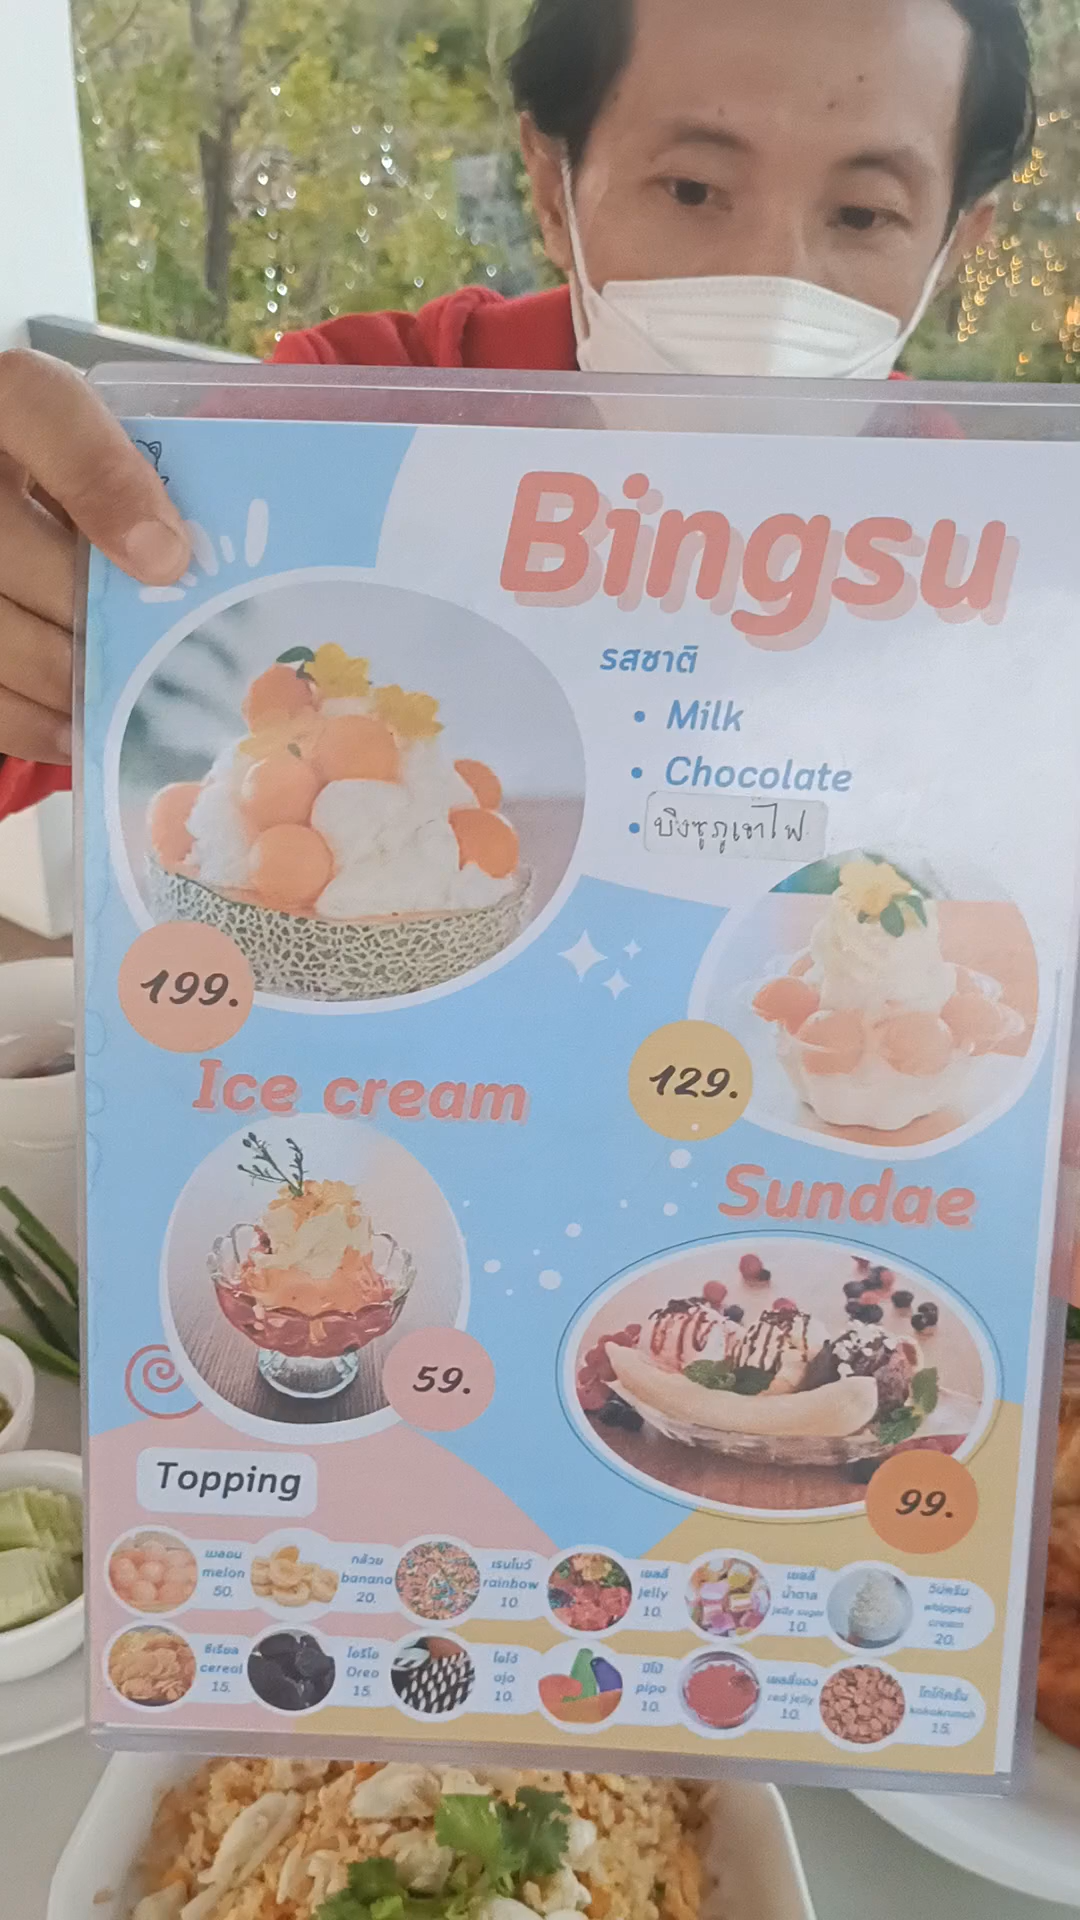 Bingsu
รสชาติ
• Milk
• Chocolate
• บิงซูภูเขาไฟ
199.
129.
Ice cream
59.
Sundae
99.
Topping
เมลอน
melon
50.
กล้วย
banana
20.
เรนโบว์
rainbow
10.
เยลลี่
jelly
10.
เยลลี่
น้ำตาล
jelly sugar
10.
วิปครีม
whipped
cream
20.
ซีเรียล
cereal
15.
โอริโอ
Oreo
15.
โอโจ้
ojo
10.
ปีโป้
pipo
10.
เยลลี่แดง
red jelly
10.
โกโก้ครั้น
kokokrunch
15.